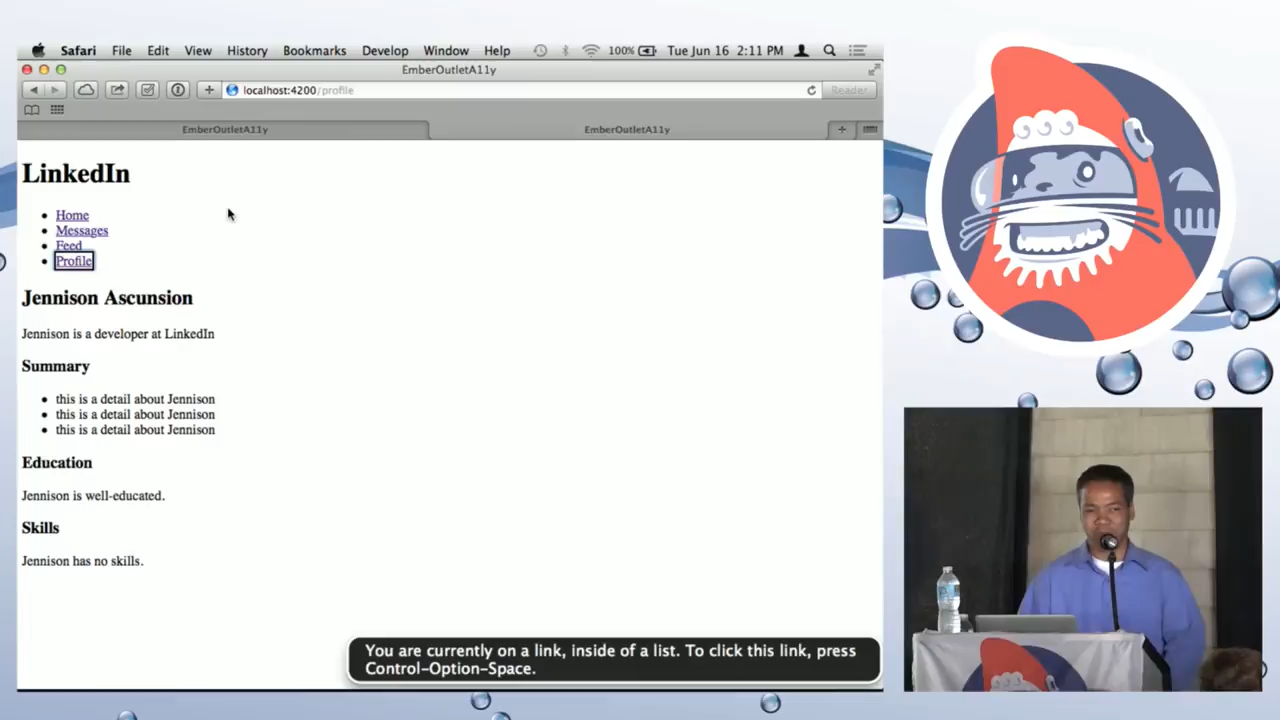 Safari File Edit View History Bookmarks Develop Window Help 100% Tue Jun 16 2:11 PM
EmberOutletA11y
localhost:4200/profile Reader
EmberOutletA11y EmberOutletA11y
LinkedIn
Home
Messages
Feed
Profile
Jennison Ascunsion
Jennison is a developer at LinkedIn
Summary
this is a detail about Jennison
this is a detail about Jennison
this is a detail about Jennison
Education
Jennison is well-educated.
Skills
Jennison has no skills.
You are currently on a link, inside of a list. To click this link, press
Control-Option-Space.